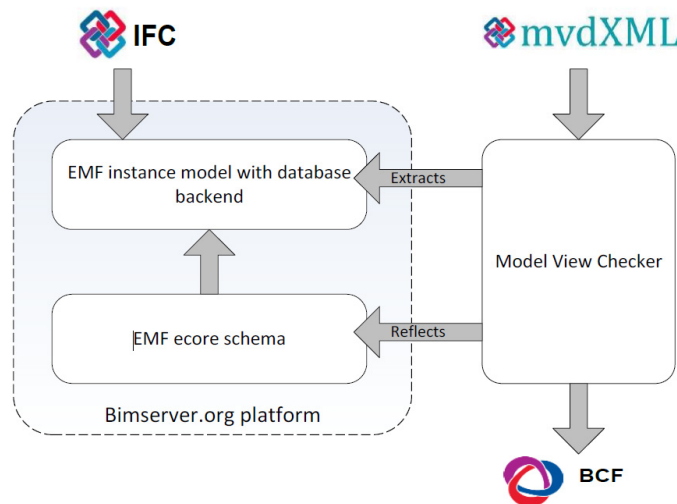 IFC
mvdXML
EMF instance model with database
backend
Extracts
Model View Checker
EMF ecore schema
Reflects
Bimserver.org platform
BCF